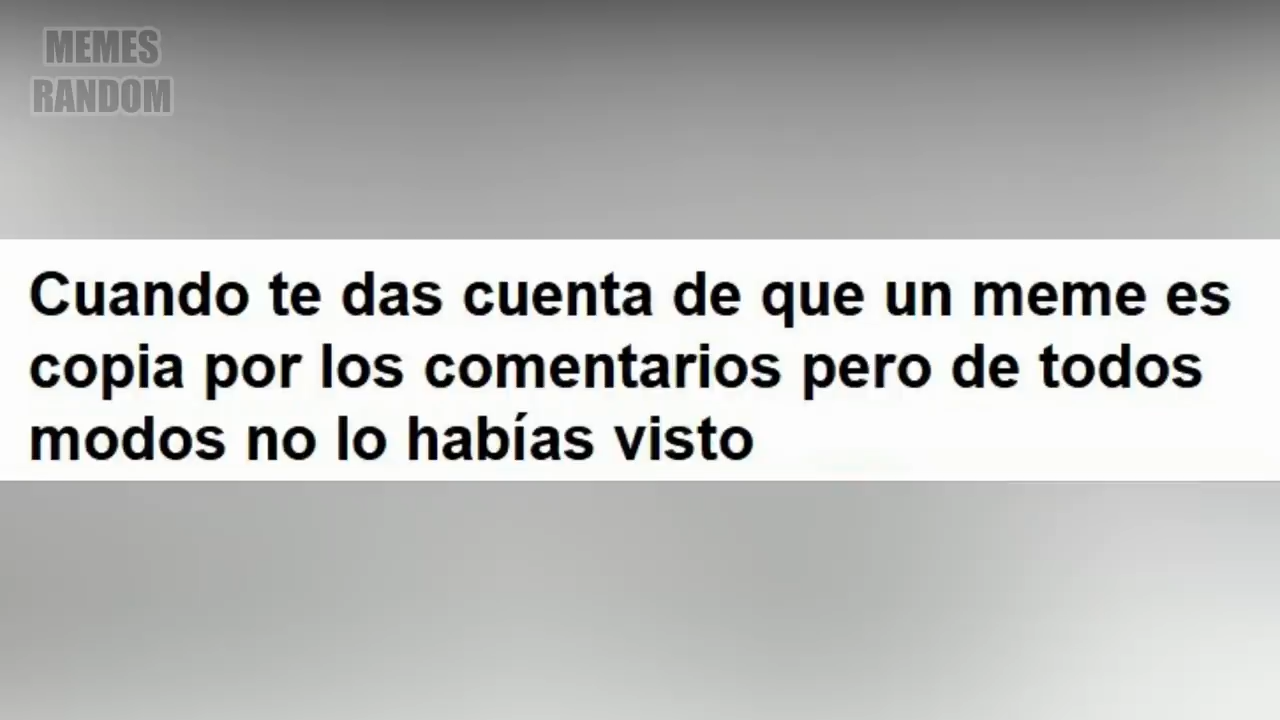 MEMES
RANDOM
Cuando te das cuenta de que un meme es
copia por los comentarios pero de todos
modos no lo habías visto